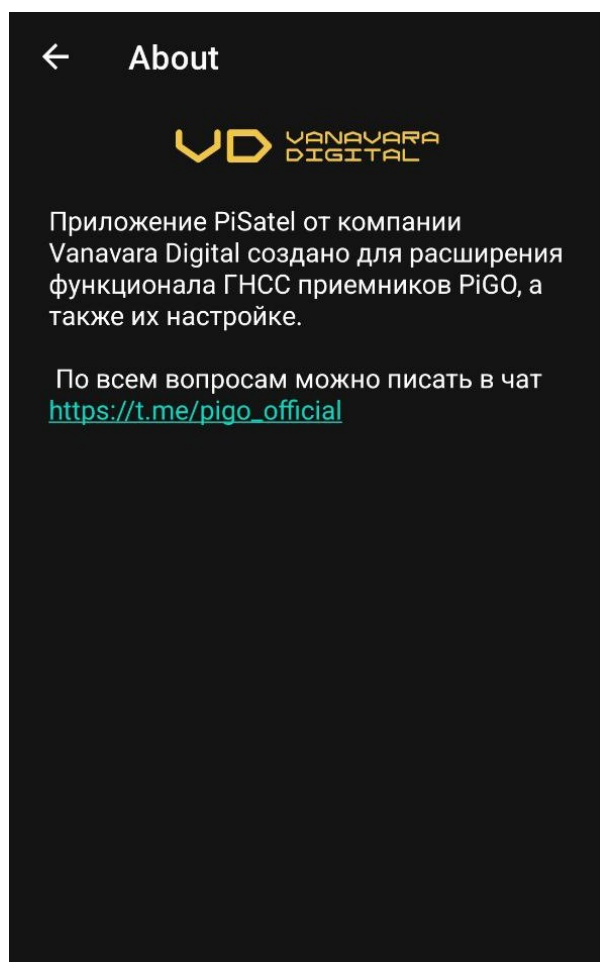 About
VD VANAVARA
DIGITAL
Приложение PiSatel от компании
Vanavara Digital создано для расширения
функционала ГНСС приемников PiGO, а
также их настройке.
По всем вопросам можно писать в чат
https://t.me/pigo_official